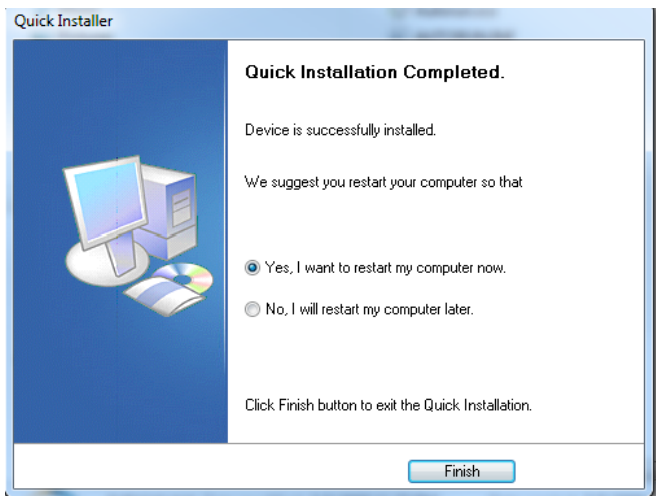 Quick Installer
Quick Installation Completed.
Device is successfully installed.
We suggest you restart your computer so that
Yes, I want to restart my computer now.
No, I will restart my computer later.
Click Finish button to exit the Quick Installation.
Finish